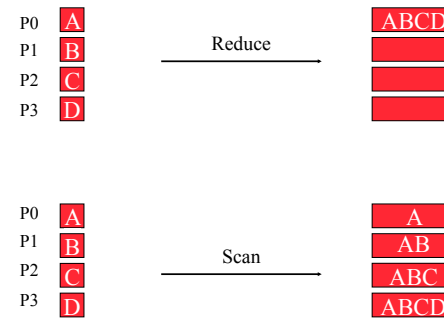 P0 A ABCD
P1 B
Reduce
P2 C
P3 D
P0 A A
P1 B AB
Scan
P2 C ABC
P3 D ABCD